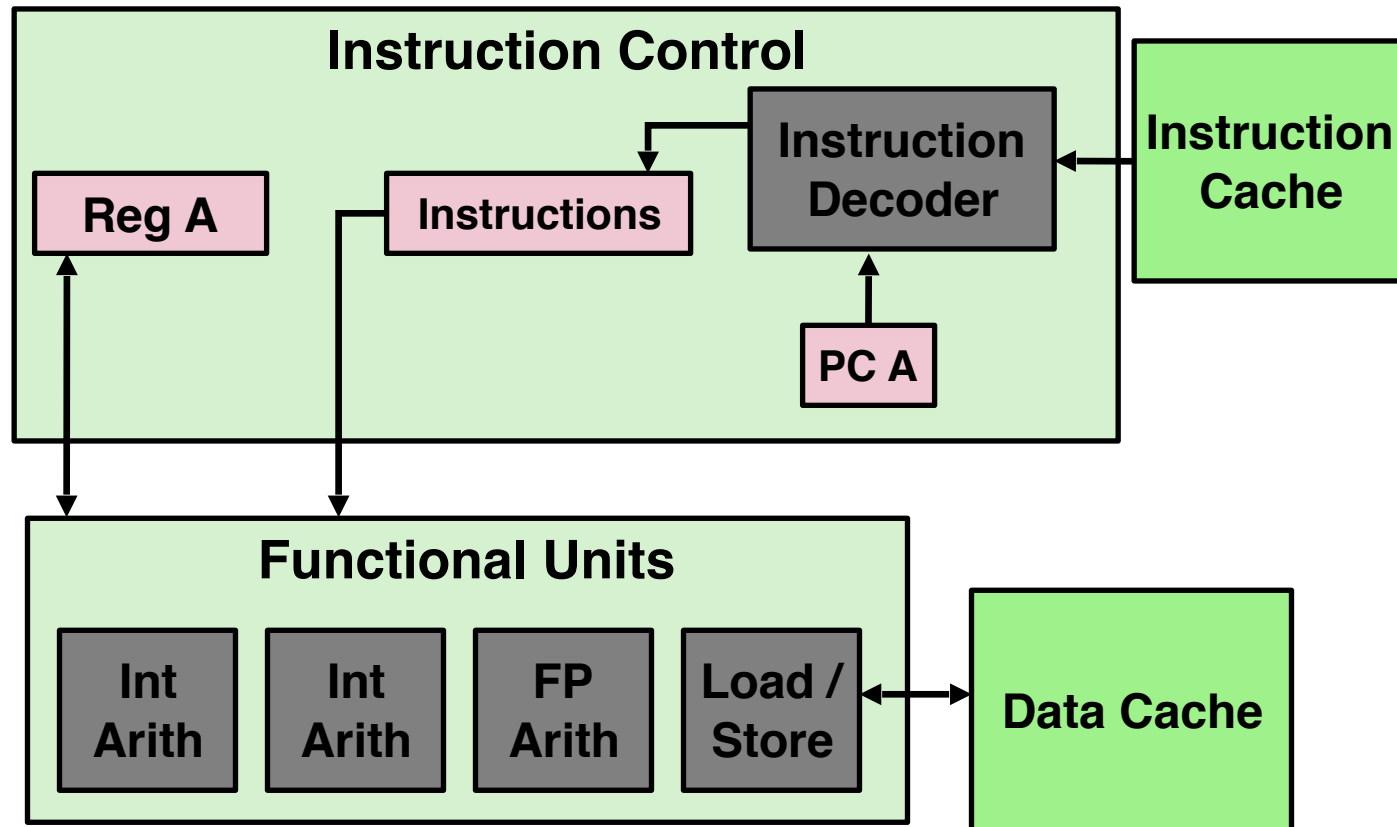 Instruction Control
Instruction
Decoder
Instruction
Cache
Reg A
Instructions
PC A
Functional Units
Int
Arith
Int
Arith
FP
Arith
Load /
Store
Data Cache